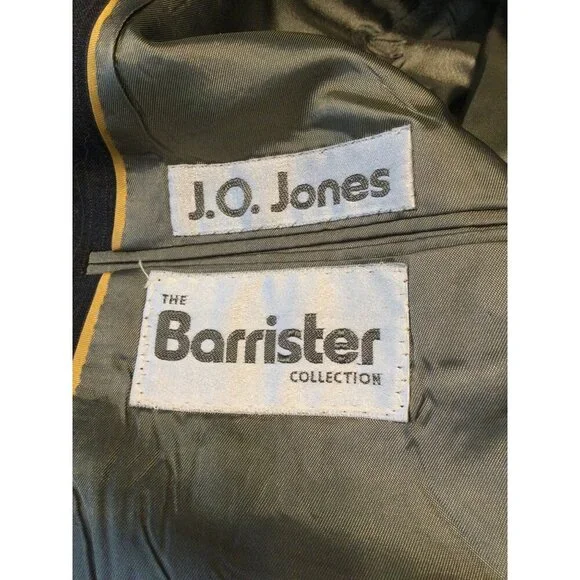 J.O. Jones
THE
Barrister
COLLECTION